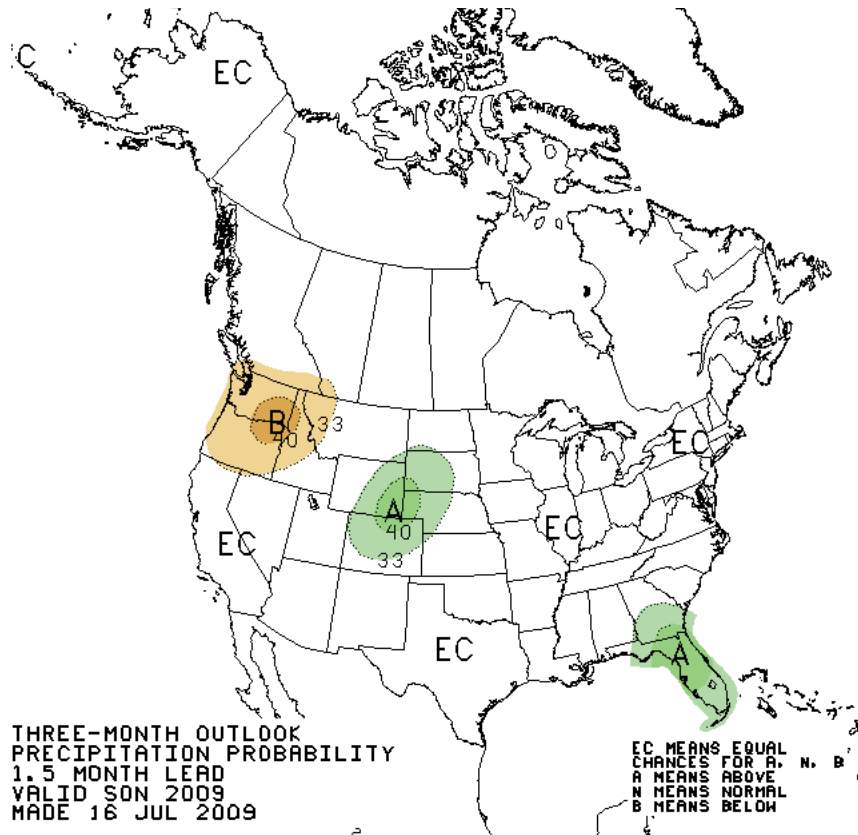 C
EC
B
40
33
A
40
33
EC
EC
EC
EC
A
THREE-MONTH OUTLOOK
PRECIPITATION PROBABILITY
1.5 MONTH LEAD
VALID SON 2009
MADE 16 JUL 2009
EC MEANS EQUAL
CHANCES FOR A, N, B
A MEANS ABOVE
N MEANS NORMAL
B MEANS BELOW